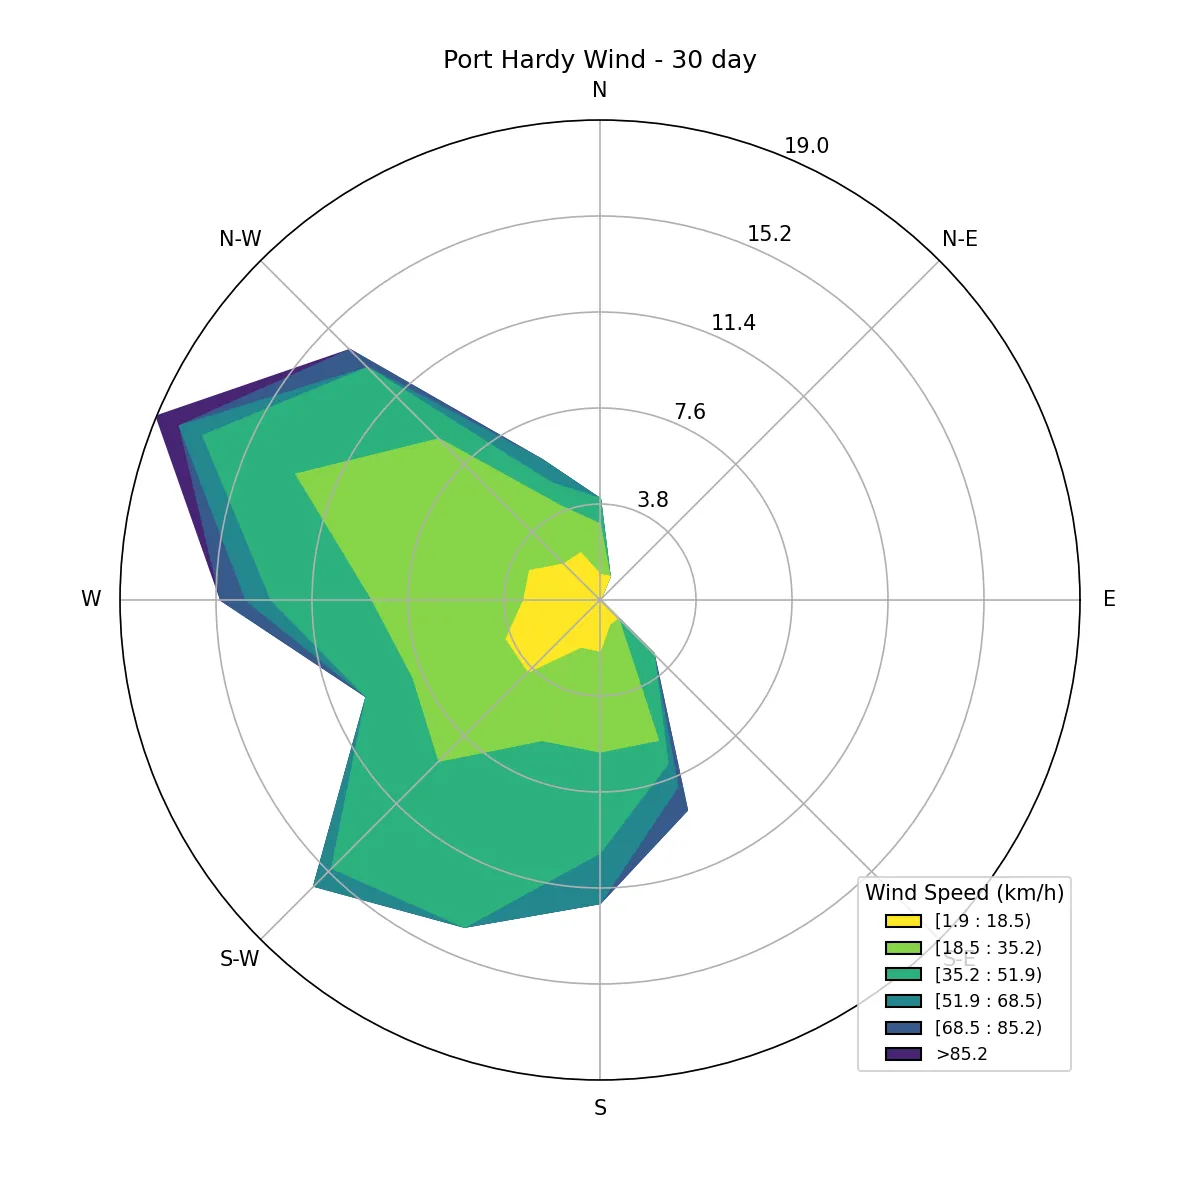 Port Hardy Wind - 30 day
N
19.0
15.2
N-W
N-E
11.4
7.6
3.8
W
E
Wind Speed (km/h)
[1.9 : 18.5)
[18.5 : 35.2)
S-W
S-E
[35.2 : 51.9)
[51.9 : 68.5)
[68.5 : 85.2)
>85.2
S